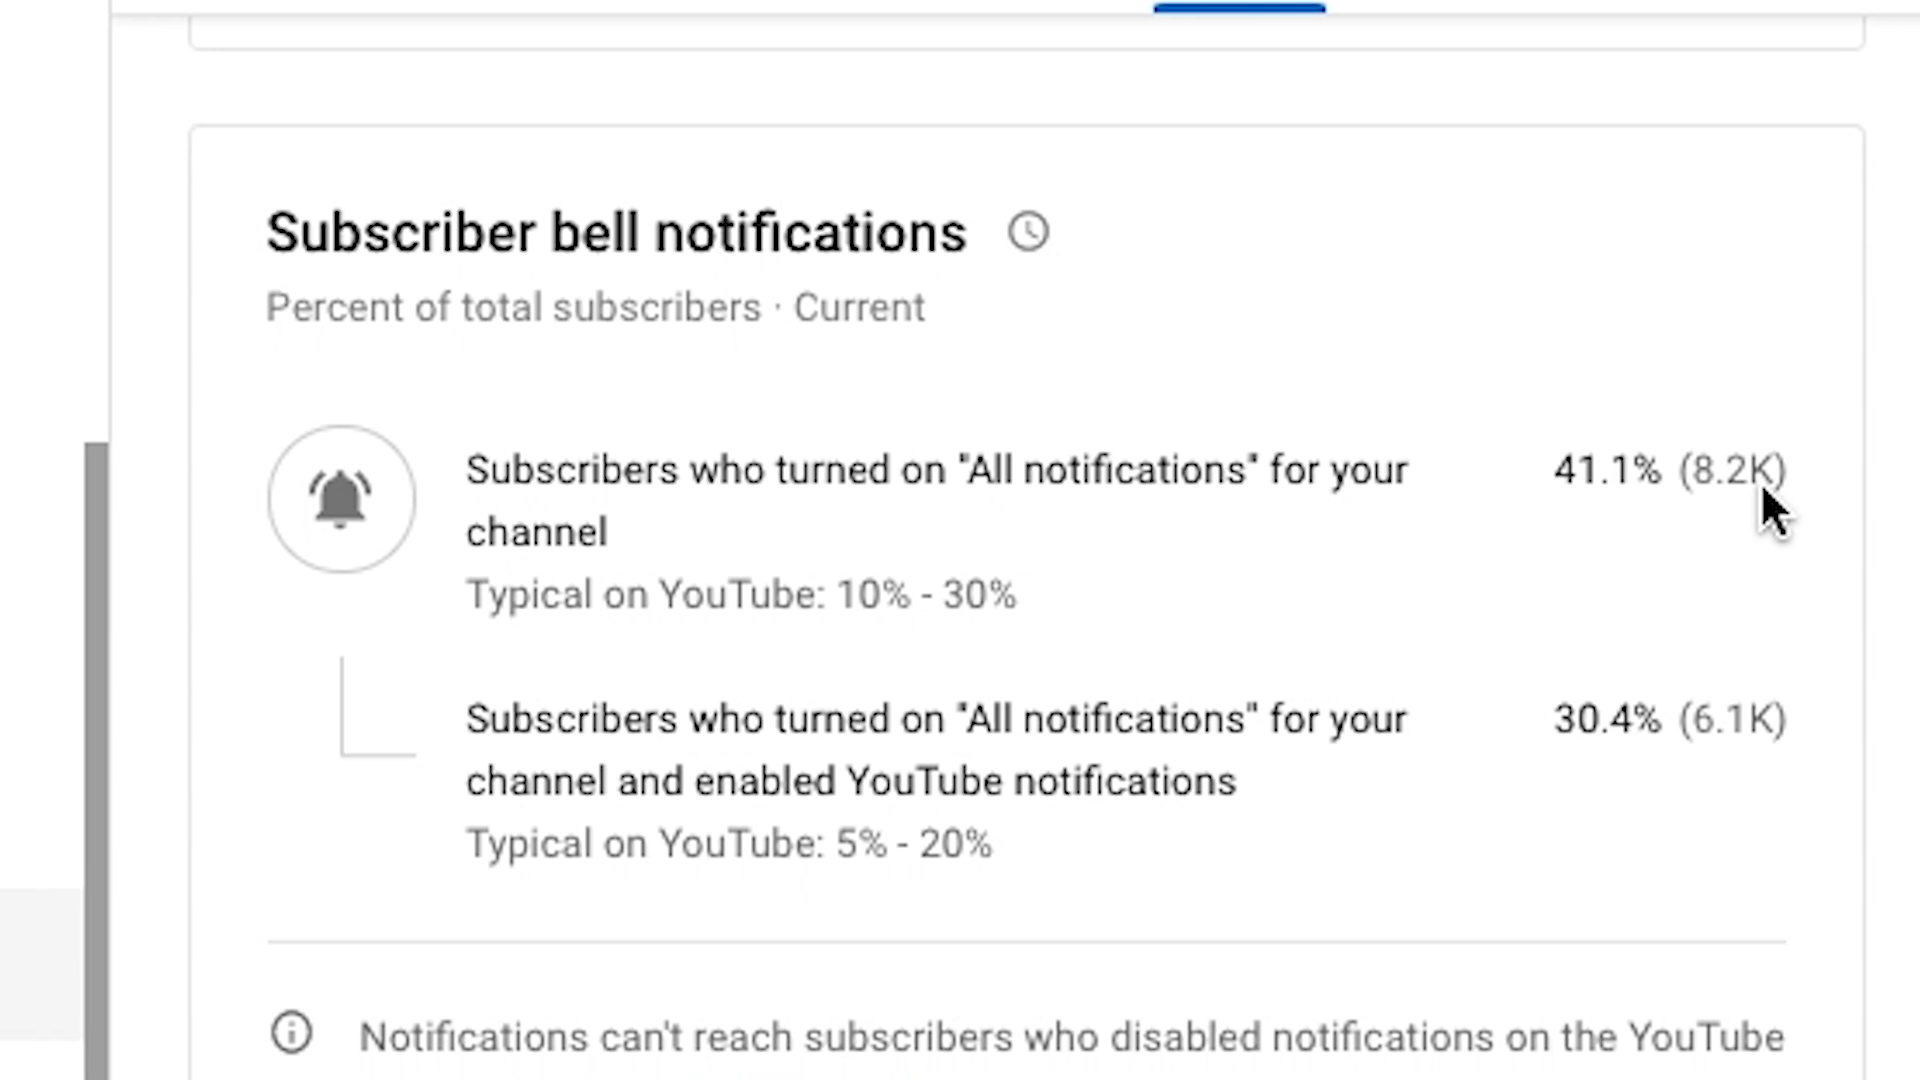 Subscriber bell notifications
Percent of total subscribers · Current
Subscribers who turned on "All notifications" for your 41.1% (8.2K)
channel
Typical on YouTube: 10% - 30%
Subscribers who turned on "All notifications" for your 30.4% (6.1K)
channel and enabled YouTube notifications
Typical on YouTube: 5% - 20%
Notifications can't reach subscribers who disabled notifications on the YouTube